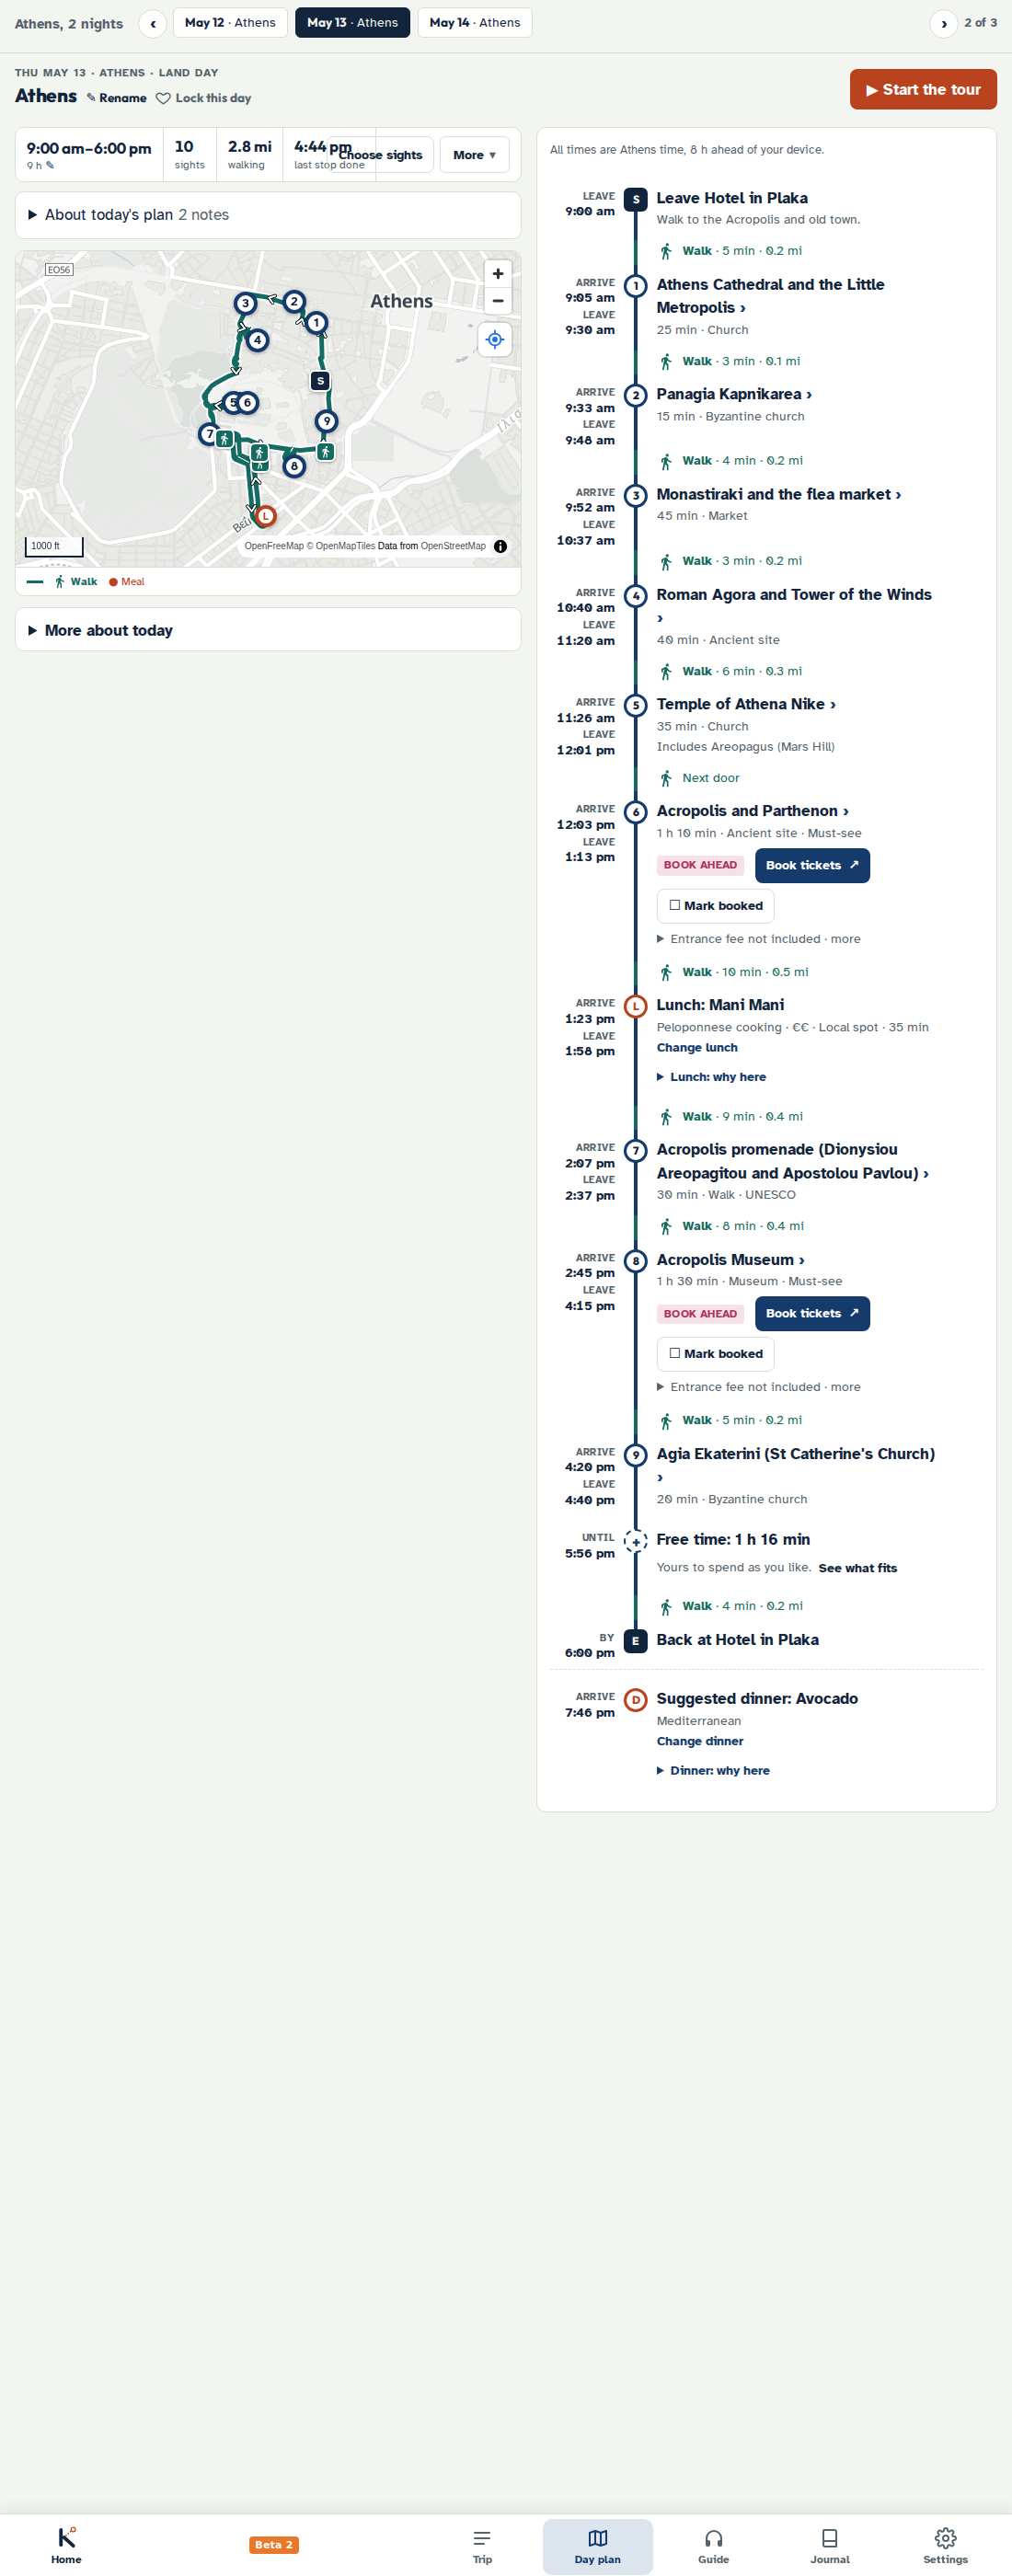 Athens, 2 nights
‹
May 12 · Athens
May 13 · Athens
May 14 · Athens
›
2 of 3
THU MAY 13 · ATHENS · LAND DAY
Athens
✎ Rename
Lock this day
▶ Start the tour
9:00 am–6:00 pm
9 h ✎
10
sights
2.8 mi
walking
4:44 pm
last stop done
Choose sights
More ▾
▶ About today's plan 2 notes
EO56
Athens
+
−
3
2
1
4
S
5
6
9
7
8
L
1000 ft
OpenFreeMap © OpenMapTiles Data from OpenStreetMap
Walk
Meal
▶ More about today
All times are Athens time, 8 h ahead of your device.
LEAVE
9:00 am
S
Leave Hotel in Plaka
Walk to the Acropolis and old town.
Walk · 5 min · 0.2 mi
ARRIVE
9:05 am
LEAVE
9:30 am
1
Athens Cathedral and the Little
Metropolis ›
25 min · Church
Walk · 3 min · 0.1 mi
ARRIVE
9:33 am
LEAVE
9:48 am
2
Panagia Kapnikarea ›
15 min · Byzantine church
Walk · 4 min · 0.2 mi
ARRIVE
9:52 am
LEAVE
10:37 am
3
Monastiraki and the flea market ›
45 min · Market
Walk · 3 min · 0.2 mi
ARRIVE
10:40 am
LEAVE
11:20 am
4
Roman Agora and Tower of the Winds
›
40 min · Ancient site
Walk · 6 min · 0.3 mi
ARRIVE
11:26 am
LEAVE
12:01 pm
5
Temple of Athena Nike ›
35 min · Church
Includes Areopagus (Mars Hill)
Next door
ARRIVE
12:03 pm
LEAVE
1:13 pm
6
Acropolis and Parthenon ›
1 h 10 min · Ancient site · Must-see
BOOK AHEAD
Book tickets ↗
☐ Mark booked
▶ Entrance fee not included · more
Walk · 10 min · 0.5 mi
ARRIVE
1:23 pm
LEAVE
1:58 pm
L
Lunch: Mani Mani
Peloponnese cooking · €€ · Local spot · 35 min
Change lunch
▶ Lunch: why here
Walk · 9 min · 0.4 mi
ARRIVE
2:07 pm
LEAVE
2:37 pm
7
Acropolis promenade (Dionysiou
Areopagitou and Apostolou Pavlou) ›
30 min · Walk · UNESCO
Walk · 8 min · 0.4 mi
ARRIVE
2:45 pm
LEAVE
4:15 pm
8
Acropolis Museum ›
1 h 30 min · Museum · Must-see
BOOK AHEAD
Book tickets ↗
☐ Mark booked
▶ Entrance fee not included · more
Walk · 5 min · 0.2 mi
ARRIVE
4:20 pm
LEAVE
4:40 pm
9
Agia Ekaterini (St Catherine's Church)
›
20 min · Byzantine church
UNTIL
5:56 pm
+
Free time: 1 h 16 min
Yours to spend as you like. See what fits
Walk · 4 min · 0.2 mi
BY
6:00 pm
E
Back at Hotel in Plaka
ARRIVE
7:46 pm
D
Suggested dinner: Avocado
Mediterranean
Change dinner
▶ Dinner: why here
Home
Beta 2
Trip
Day plan
Guide
Journal
Settings